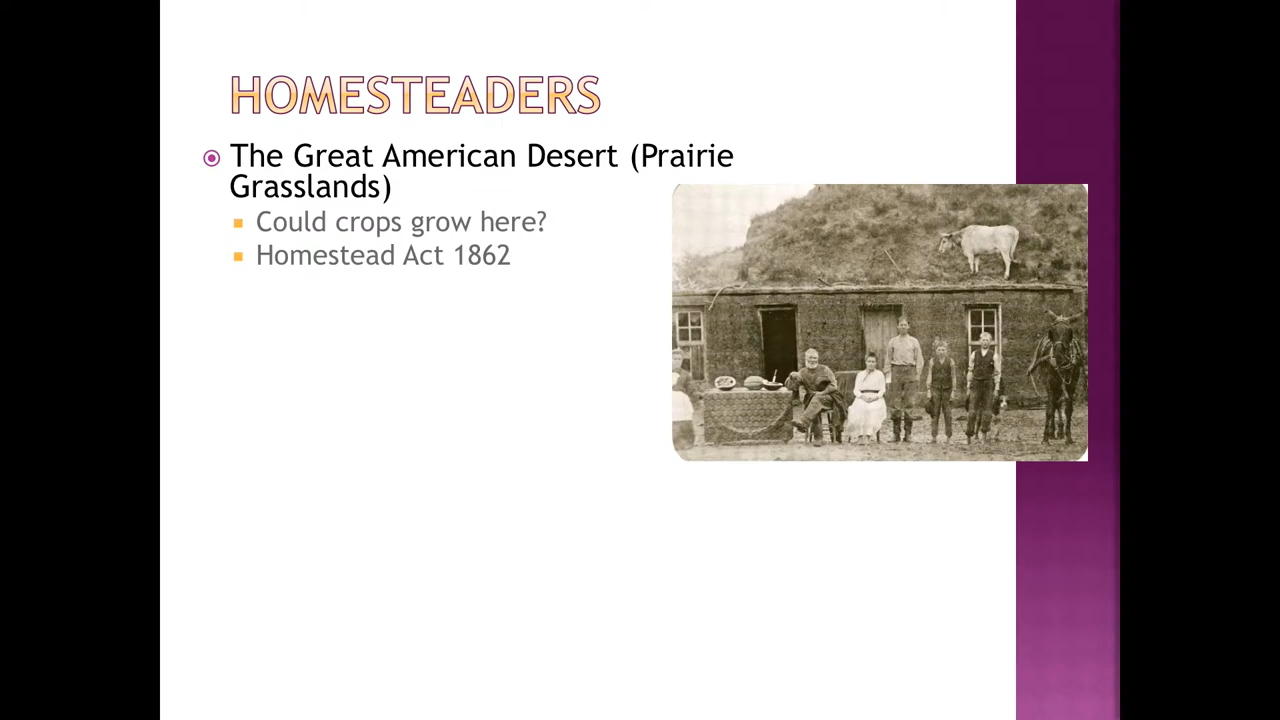 HOMESTEADERS
The Great American Desert (Prairie
Grasslands)
Could crops grow here?
Homestead Act 1862